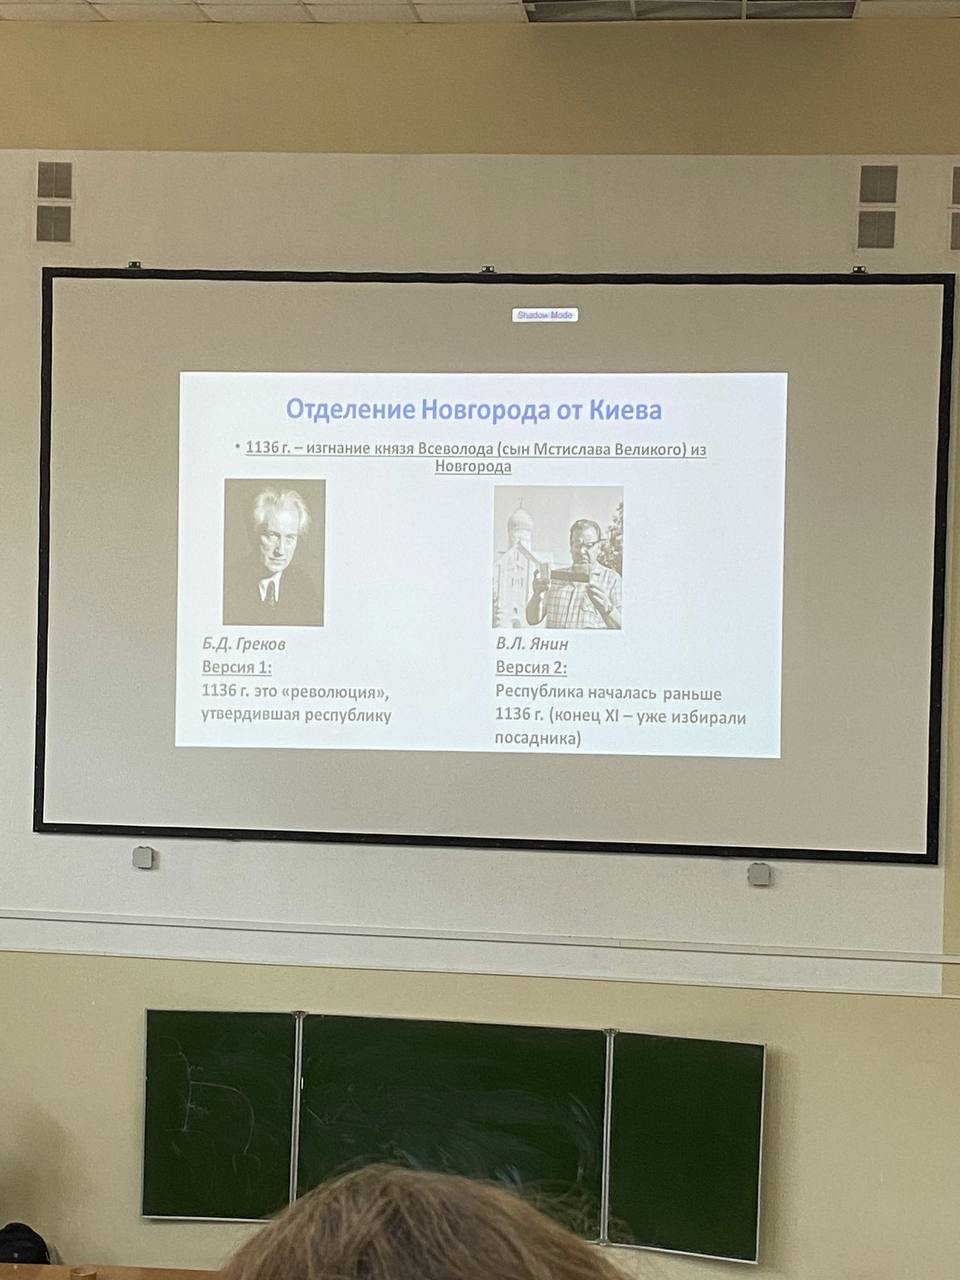 Shadow Mode
Отделение Новгорода от Киева
• 1136 г. – изгнание князя Всеволода (сын Мстислава Великого) из
Новгорода
Б.Д. Греков
Версия 1:
1136 г. это «революция»,
утвердившая республику
В.Л. Янин
Версия 2:
Республика началась раньше
1136 г. (конец XI – уже избирали
посадника)